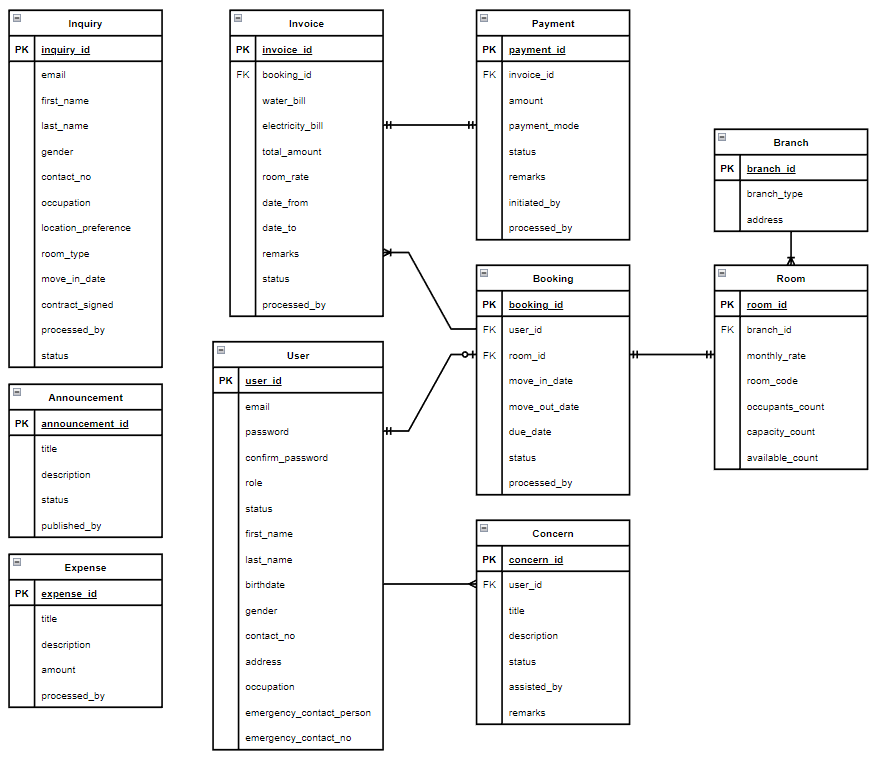 Inquiry
PK inquiry_id
email
first_name
last_name
gender
contact_no
occupation
location_preference
room_type
move_in_date
contract_signed
processed_by
status
Announcement
PK announcement_id
title
description
status
published_by
Expense
PK expense_id
title
description
amount
processed_by
Invoice
PK invoice_id
FK booking_id
water_bill
electricity_bill
total_amount
room_rate
date_from
date_to
remarks
status
processed_by
User
PK user_id
email
password
confirm_password
role
status
first_name
last_name
birthdate
gender
contact_no
address
occupation
emergency_contact_person
emergency_contact_no
Payment
PK payment_id
FK invoice_id
amount
payment_mode
status
remarks
initiated_by
processed_by
Booking
PK booking_id
FK user_id
FK room_id
move_in_date
move_out_date
due_date
status
processed_by
Concern
PK concern_id
FK user_id
title
description
status
assisted_by
remarks
Branch
PK branch_id
branch_type
address
Room
PK room_id
FK branch_id
monthly_rate
room_code
occupants_count
capacity_count
available_count